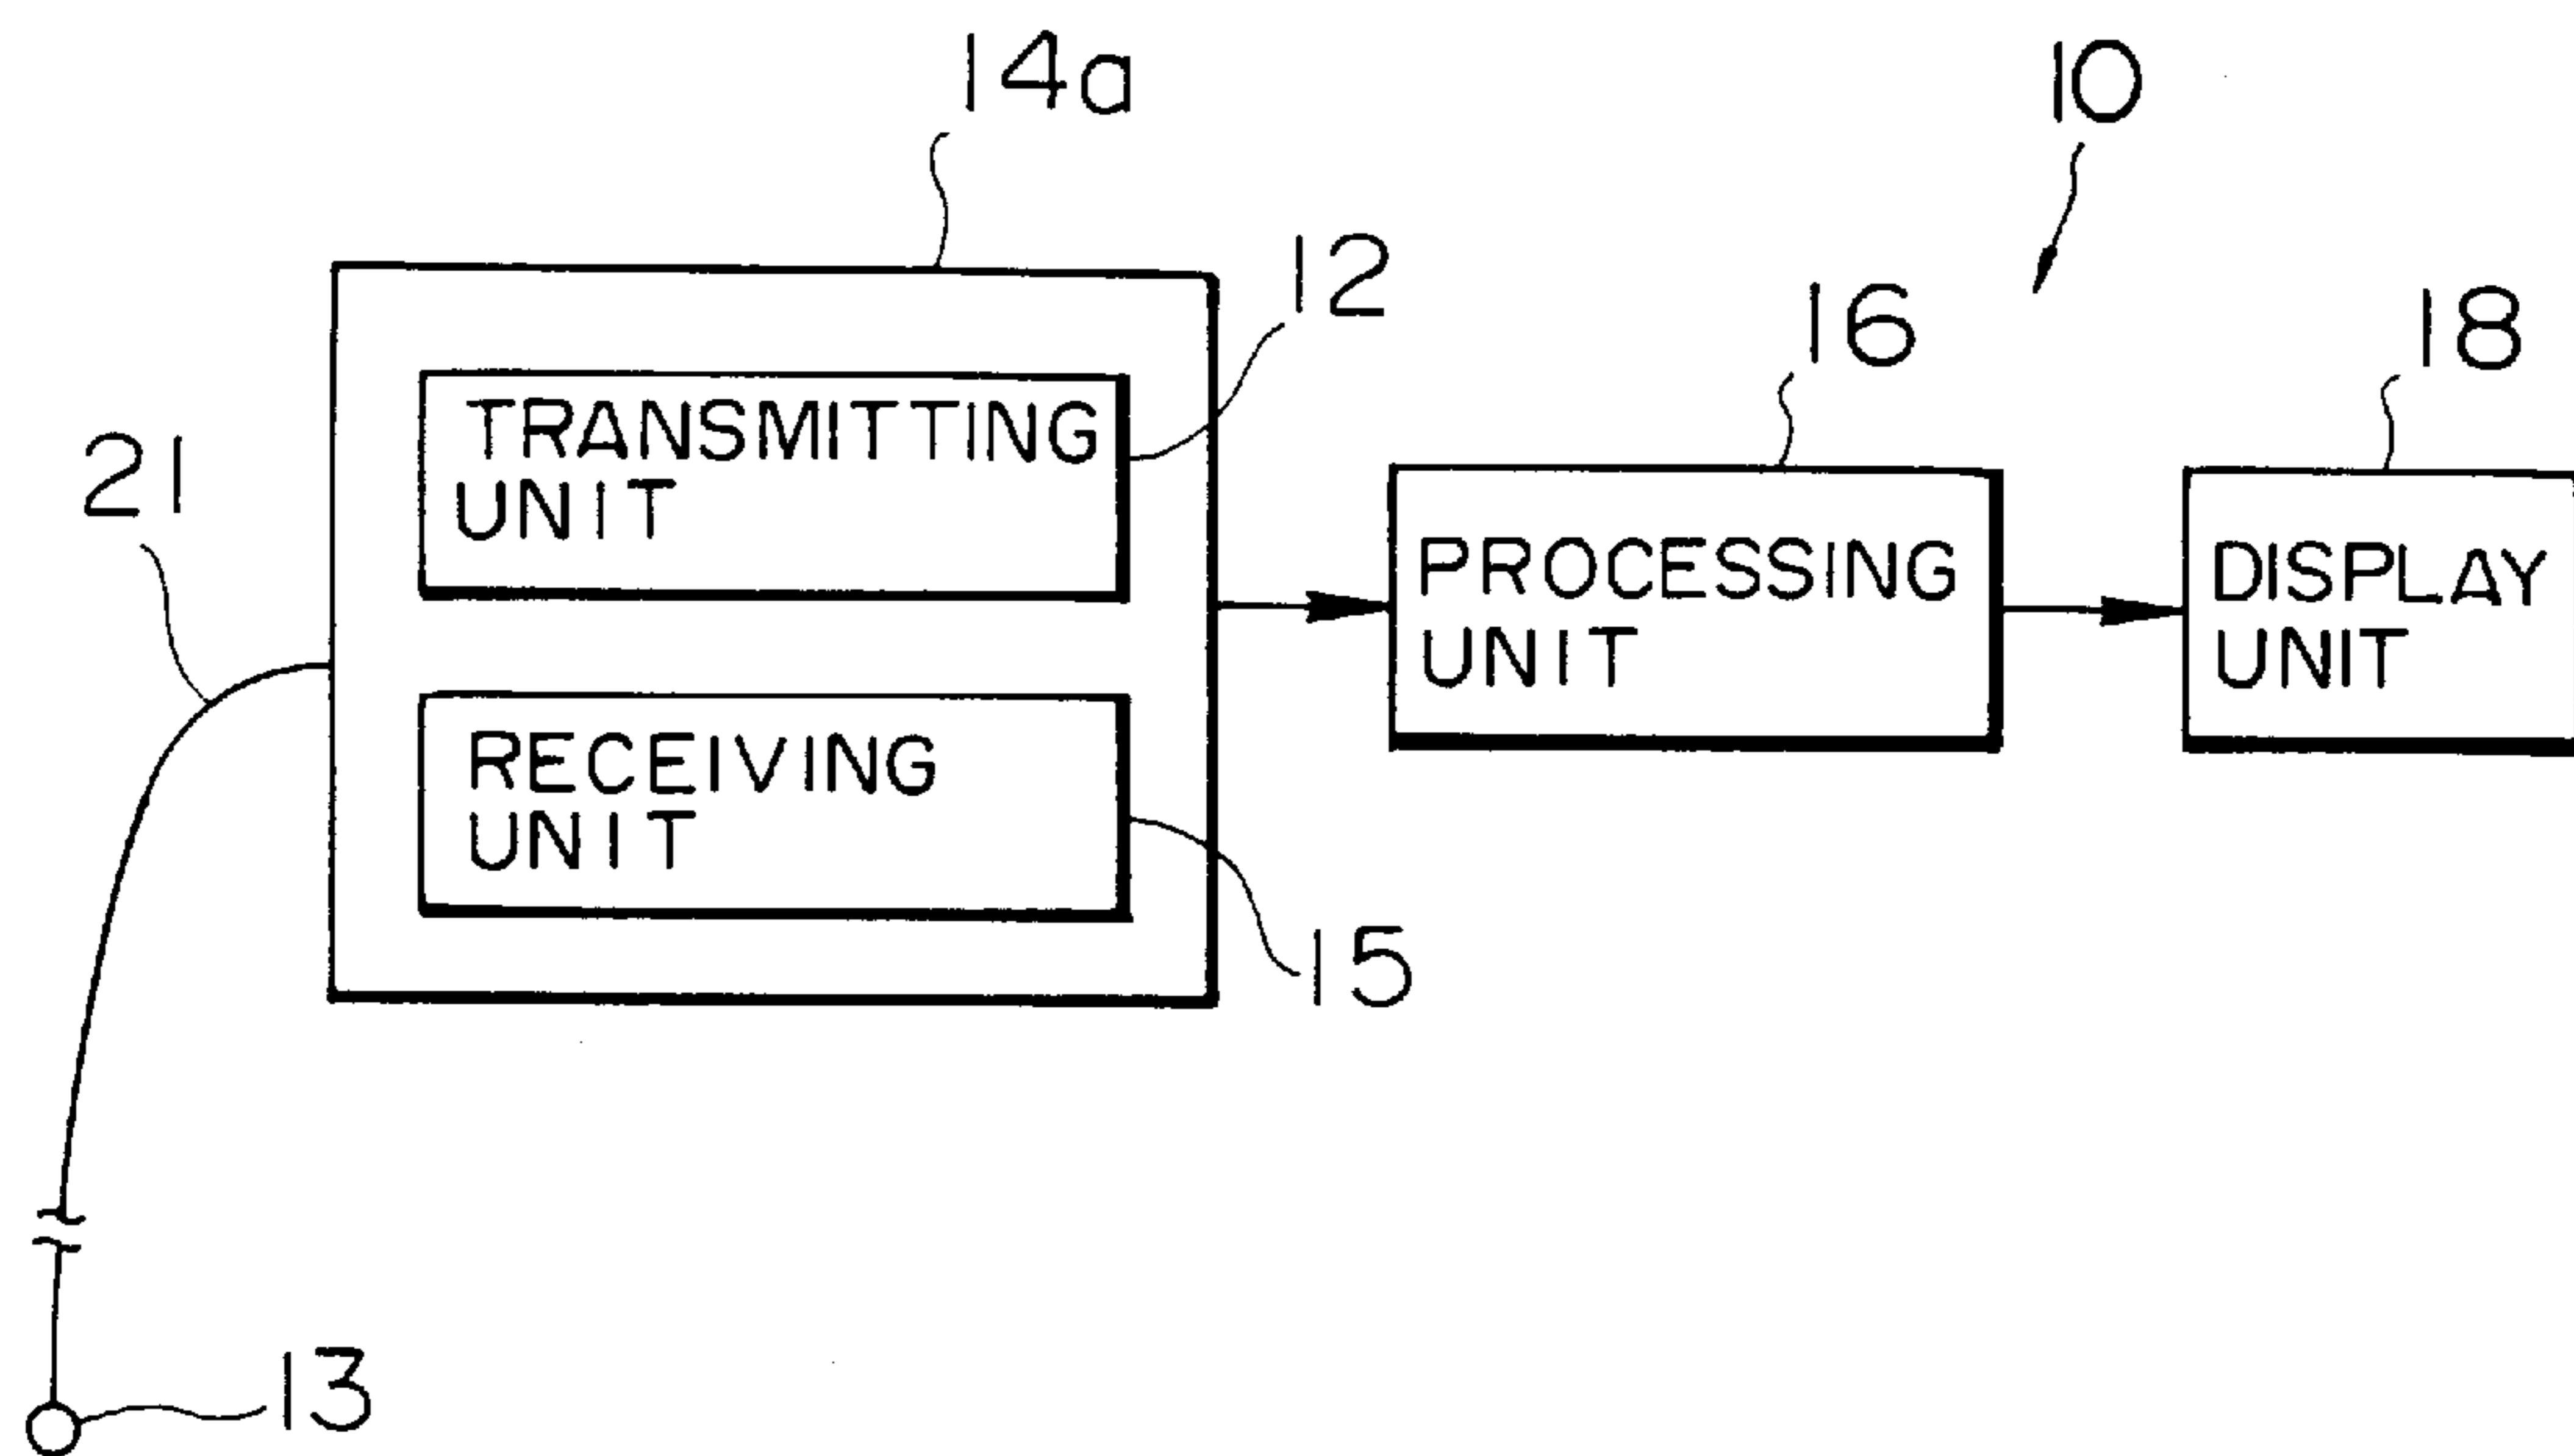 14a
10
12
16
18
21
TRANSMITTING
UNIT
PROCESSING
UNIT
DISPLAY
UNIT
RECEIVING
UNIT
15
13